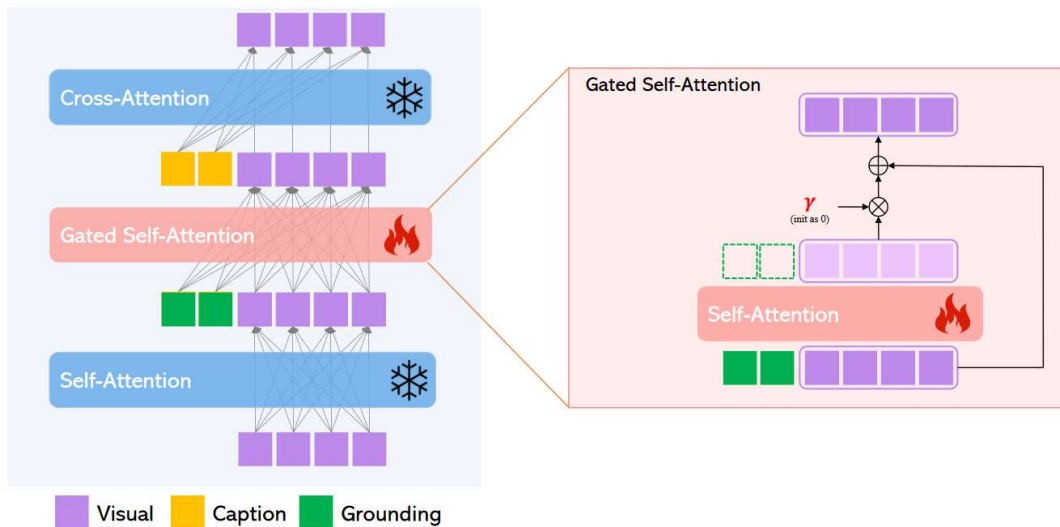 Cross-Attention
Gated Self-Attention
Self-Attention
Visual Caption Grounding
Gated Self-Attention
γ
(init as 0)
Self-Attention